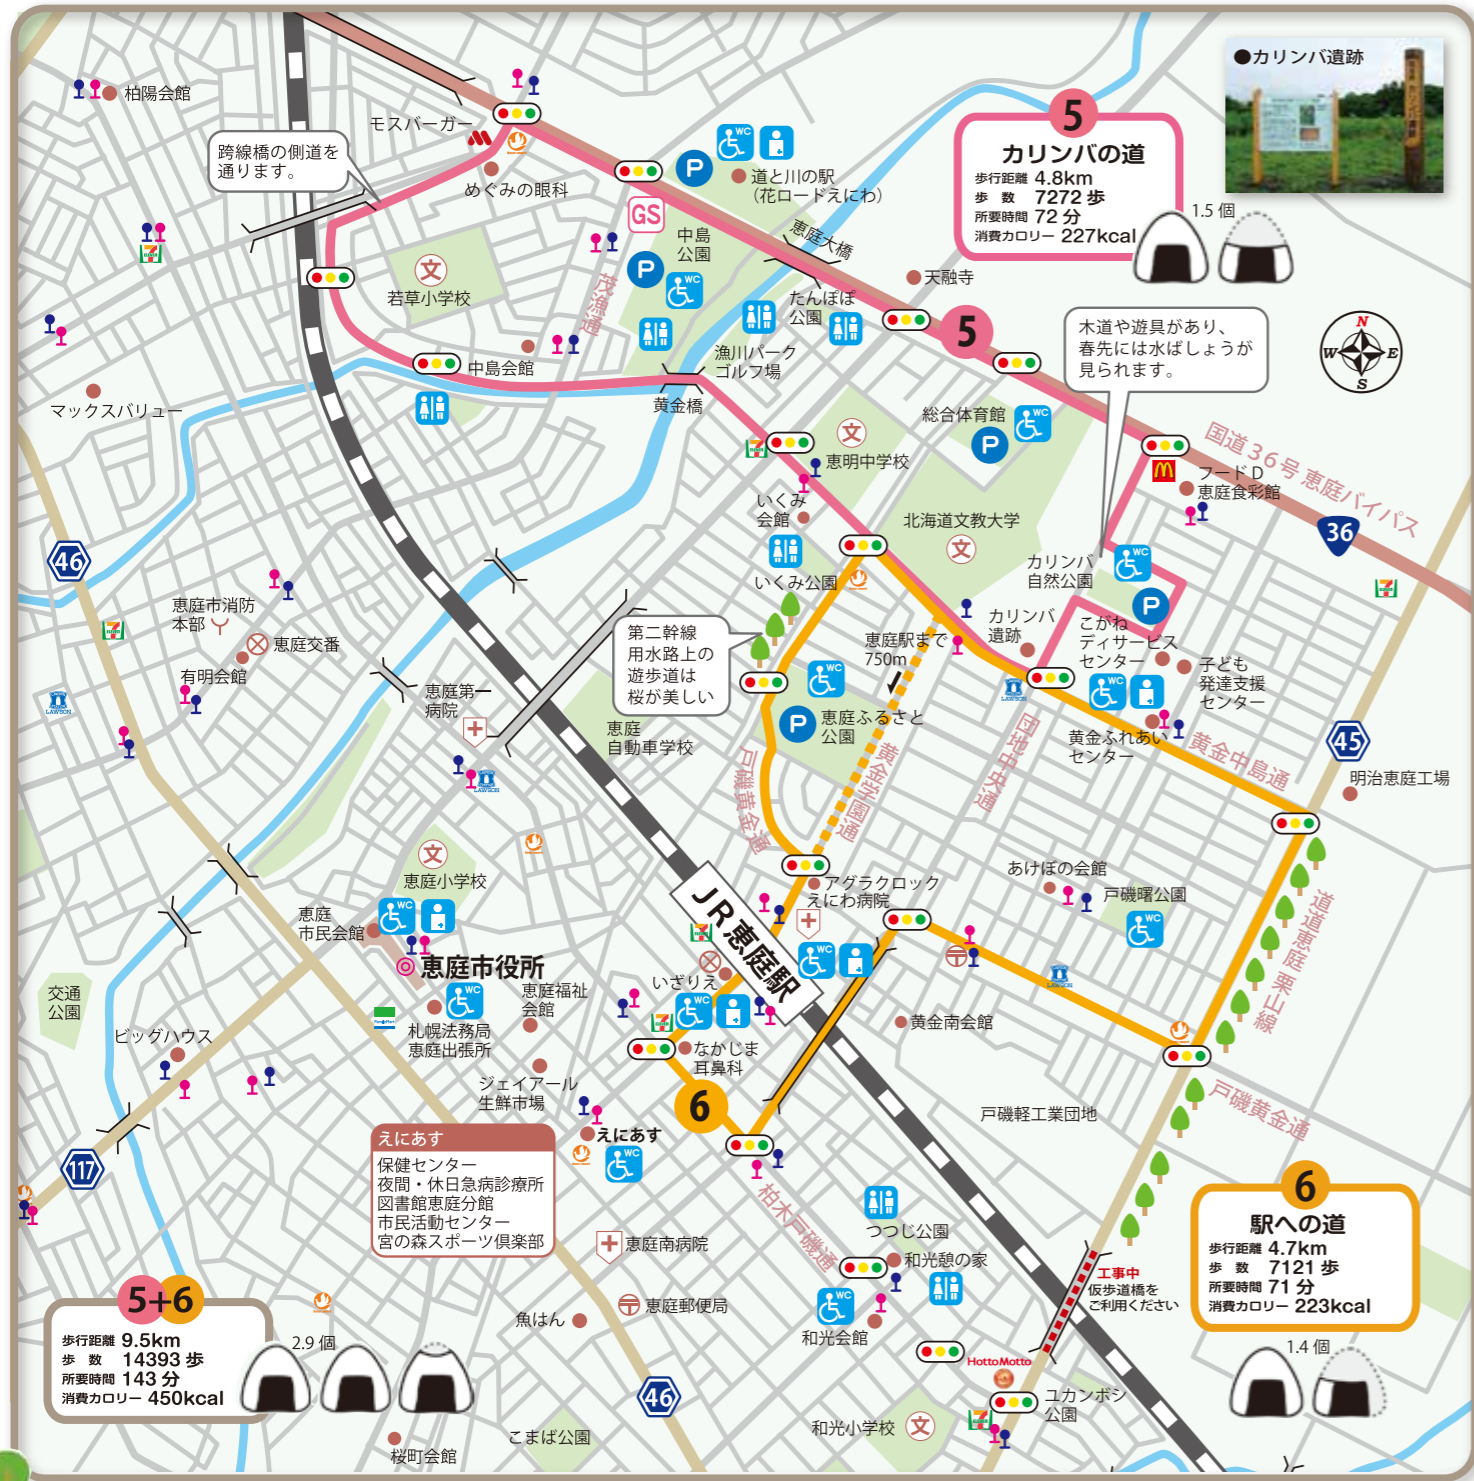 ●カリンバ遺跡
柏陽会館
モスバーガー
跨線橋の側道を
通ります。
めぐみの眼科
WC
P
道と川の駅
(花ロードえにわ)
5
カリンバの道
歩行距離 4.8km
歩　数 7272 歩
所要時間 72 分
消費カロリー 227kcal
1.5 個
GS
中島
公園
P
WC
恵庭大橋
天融寺
文
若草小学校
茂漁通
たんぽぽ
公園
5
木道や遊具があり、
春先には水ばしょうが
見られます。
N
W
E
S
中島会館
漁川パーク
ゴルフ場
マックスバリュー
黄金橋
総合体育館
WC
P
文
恵明中学校
国道36号 恵庭バイパス
フードD
恵庭食彩館
36
いくみ
会館
北海道文教大学
文
46
カリンバ
自然公園
WC
P
いくみ公園
恵庭市消防
本部
恵庭交番
有明会館
第二幹線
用水路上の
遊歩道は
桜が美しい
恵庭駅まで
750m
カリンバ
遺跡
こがね
ディサービス
センター
子ども
発達支援
センター
WC
LAWSON
LAWSON
恵庭第一
病院
WC
P
恵庭ふるさと
公園
恵庭
自動車学校
黄金ふれあい
センター
黄金中島通
45
明治恵庭工場
LAWSON
戸磯黄金通
黄金学園通
団地中央通
文
恵庭小学校
アグラクロック
えにわ病院
あけぼの会館
戸磯曙公園
WC
道道恵庭栗山線
WC
恵庭
市民会館
恵庭市役所
JR恵庭駅
WC
いざりえ
WC
LAWSON
交通
公園
WC
札幌法務局
恵庭出張所
FamilyMart
恵庭福祉
会館
黄金南会館
ビッグハウス
なかじま
耳鼻科
ジェイアール
生鮮市場
6
戸磯軽工業団地
戸磯黄金通
えにあす
WC
えにあす
保健センター
夜間・休日急病診療所
図書館恵庭分館
市民活動センター
宮の森スポーツ倶楽部
117
柏木戸磯通
つつじ公園
恵庭南病院
和光憩の家
6
駅への道
歩行距離 4.7km
歩　数 7121 歩
所要時間 71 分
消費カロリー 223kcal
1.4 個
工事中
仮歩道橋を
ご利用ください
5+6
歩行距離 9.5km
歩　数 14393 歩
所要時間 143 分
消費カロリー 450kcal
2.9 個
魚はん
恵庭郵便局
WC
和光会館
HottoMotto
46
ユカンボシ
公園
和光小学校
文
こまば公園
桜町会館